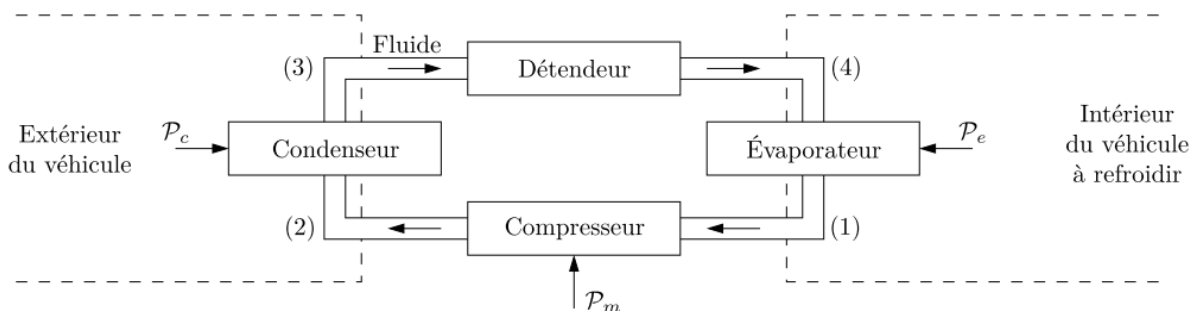 Fluide
(3)
Détendeur
(4)
Extérieur
du véhicule
𝒫c
Condenseur
Évaporateur
𝒫e
Intérieur
du véhicule
à refroidir
(2)
Compresseur
(1)
𝒫m